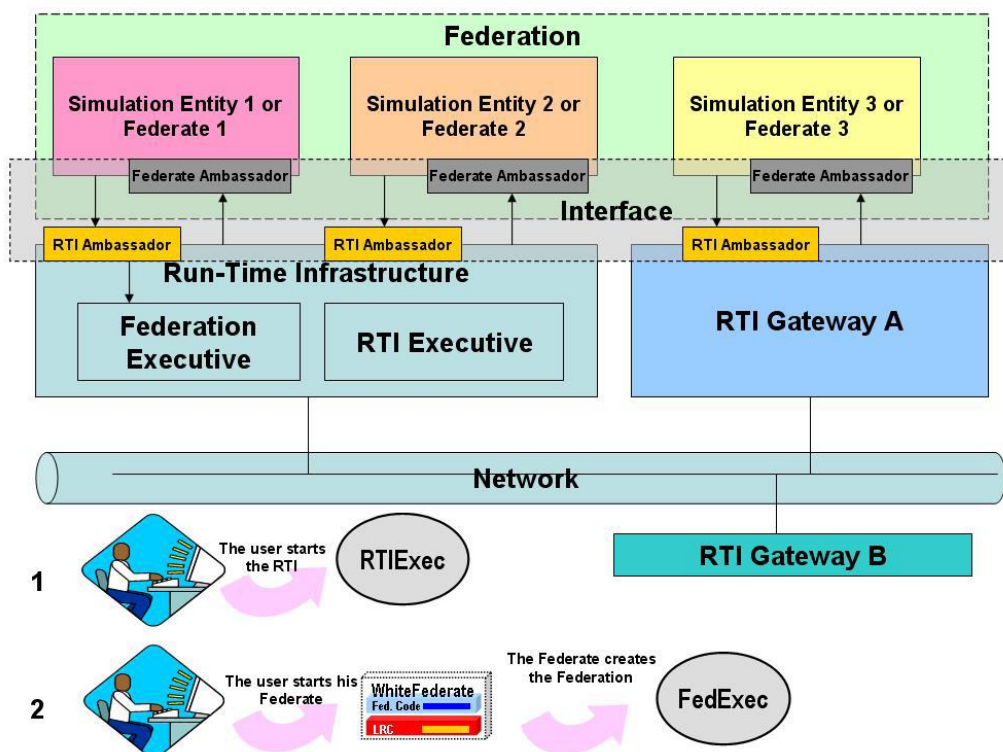 Federation
Simulation Entity 1 or
Federate 1
Simulation Entity 2 or
Federate 2
Simulation Entity 3 or
Federate 3
Federate Ambassador
Federate Ambassador
Federate Ambassador
Interface
RTI Ambassador
RTI Ambassador
RTI Ambassador
Run-Time Infrastructure
Federation
Executive
RTI Executive
RTI Gateway A
Network
RTI Gateway B
1
The user starts
the RTI
RTIExec
2
The user starts his
Federate
WhiteFederate
Fed. Code
LRC
The Federate creates
the Federation
FedExec